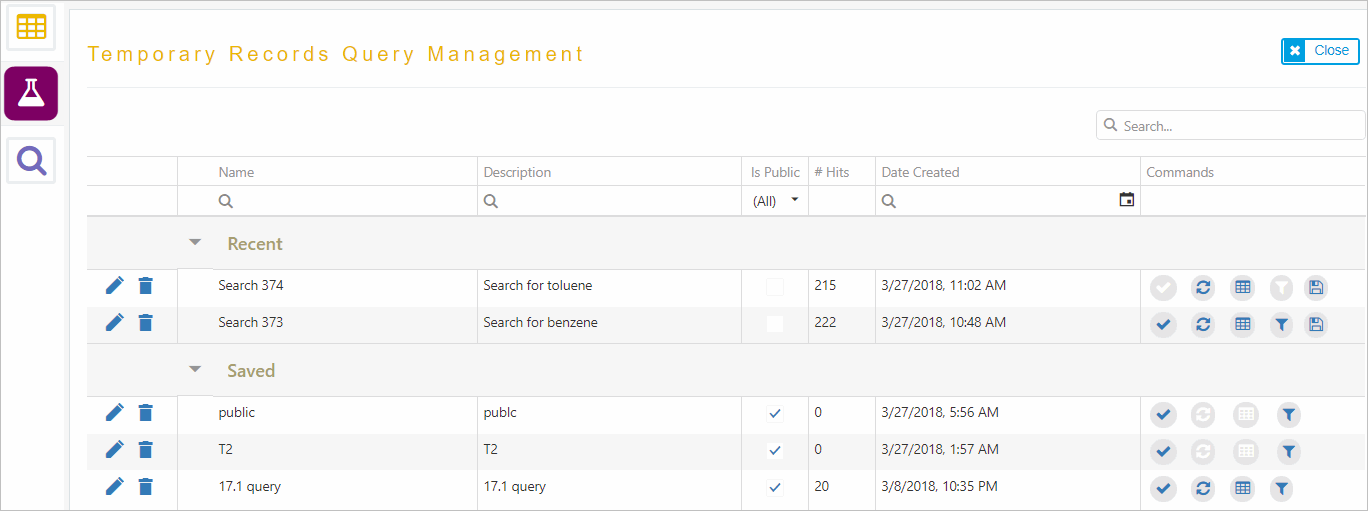 Temporary Records Query Management
Close
Search...
Name Description Is Public # Hits Date Created Commands
(All)
Recent
Search 374 Search for toluene 215 3/27/2018, 11:02 AM
Search 373 Search for benzene 222 3/27/2018, 10:48 AM
Saved
public publc 0 3/27/2018, 5:56 AM
T2 T2 0 3/27/2018, 1:57 AM
17.1 query 17.1 query 20 3/8/2018, 10:35 PM